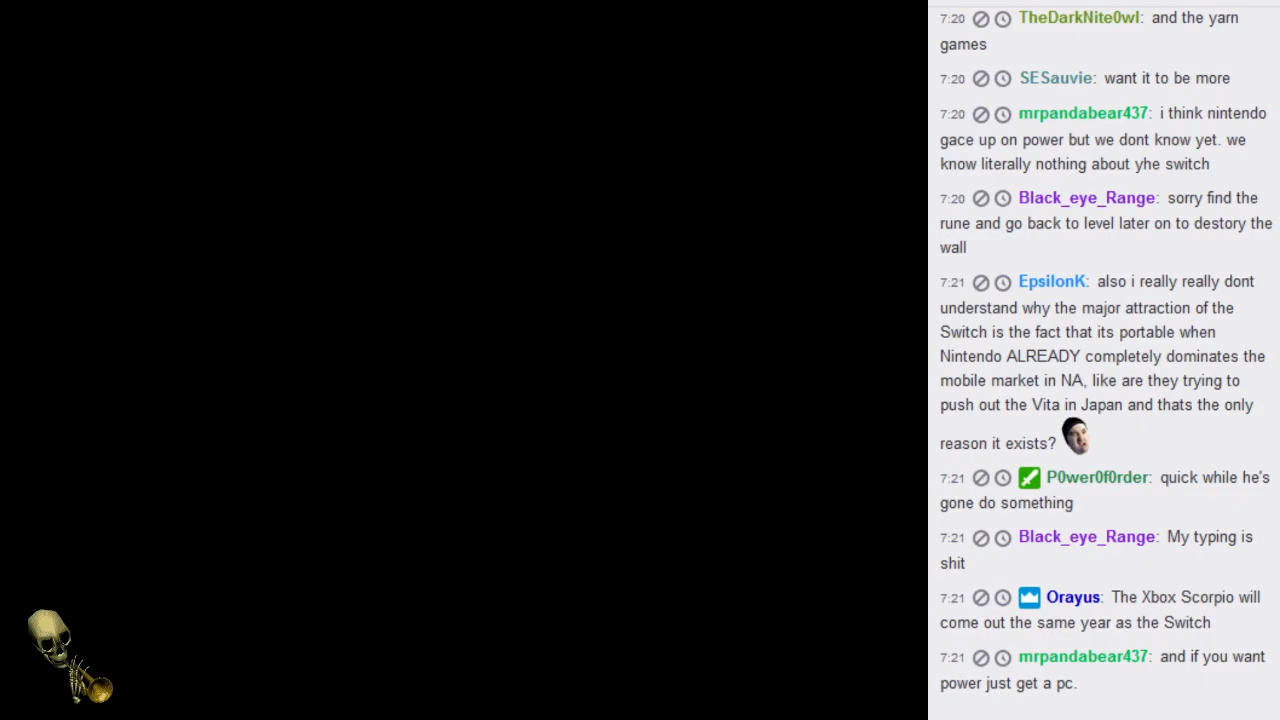 7:20 TheDarkNite0wl: and the yarn
games
7:20 SESauvie: want it to be more
7:20 mrpandabear437: i think nintendo
gace up on power but we dont know yet. we
know literally nothing about yhe switch
7:20 Black_eye_Range: sorry find the
rune and go back to level later on to destory the
wall
7:21 EpsilonK: also i really really dont
understand why the major attraction of the
Switch is the fact that its portable when
Nintendo ALREADY completely dominates the
mobile market in NA, like are they trying to
push out the Vita in Japan and thats the only
reason it exists?
7:21 P0wer0f0rder: quick while he's
gone do something
7:21 Black_eye_Range: My typing is
shit
7:21 Orayus: The Xbox Scorpio will
come out the same year as the Switch
7:21 mrpandabear437: and if you want
power just get a pc.